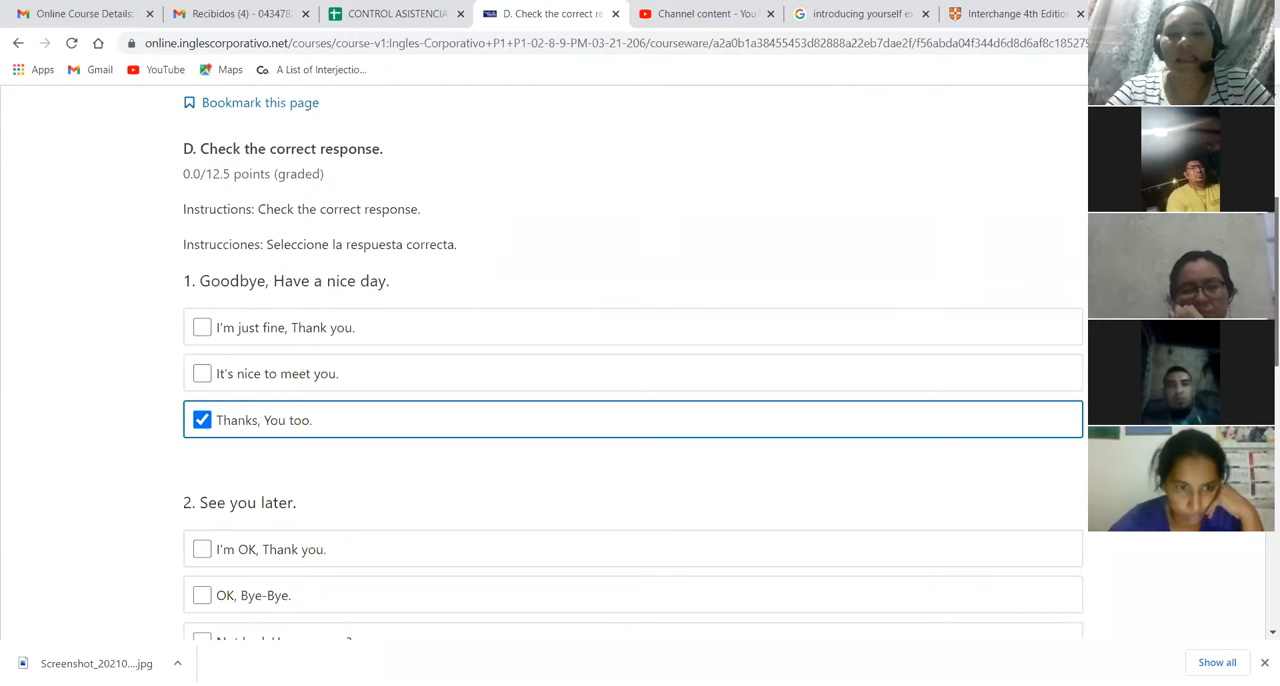 Online Course Details:
Recibidos (4) - 04347
CONTROL ASISTENCIA
D. Check the correct re
Channel content - You
introducing yourself e
Interchange 4th Editio
online.inglescorporativo.net/courses/course-v1:Ingles-Corporativo+P1+P1-02-8-9-PM-03-21-206/courseware/a2a0b1a38455453d82888a22eb7dae2f/f56abda04f344d6d8d6af8c185279
Apps
Gmail
YouTube
Maps
Co. A List of Interjectio...
Bookmark this page
D. Check the correct response.
0.0/12.5 points (graded)
Instructions: Check the correct response.
Instrucciones: Seleccione la respuesta correcta.
1. Goodbye, Have a nice day.
I'm just fine, Thank you.
It's nice to meet you.
Thanks, You too.
2. See you later.
I'm OK, Thank you.
OK, Bye-Bye.
Screenshot_20210....jpg
Show all